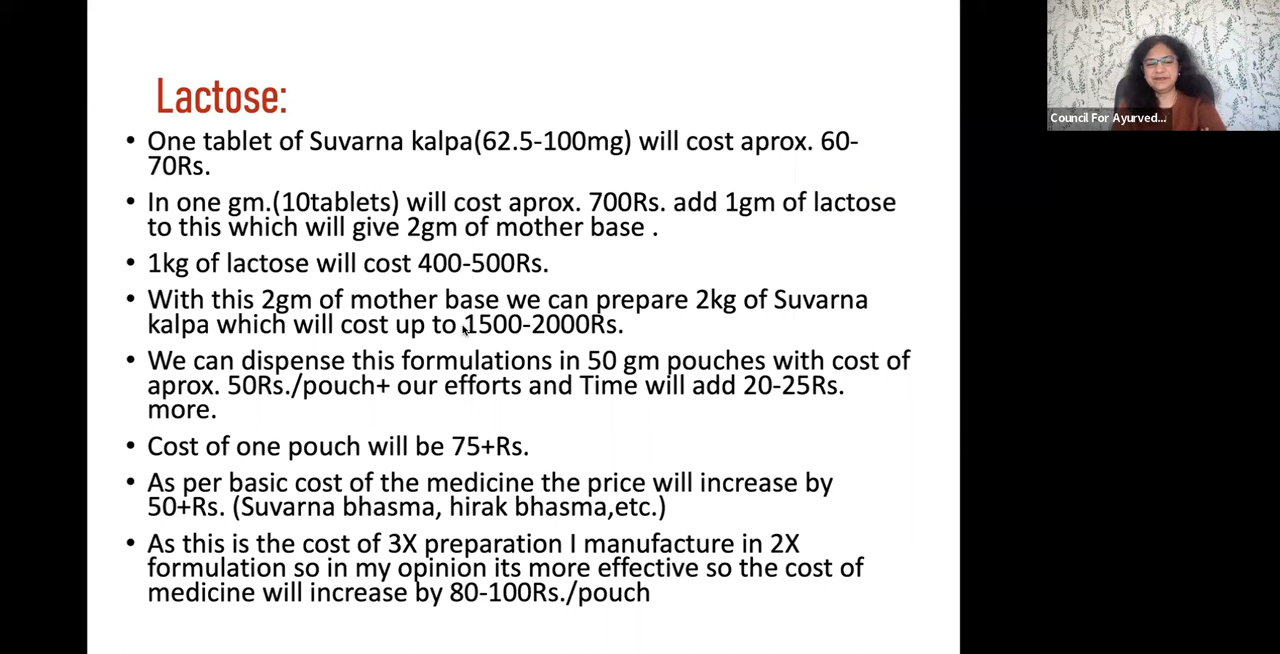 Lactose:
• One tablet of Suvarna kalpa(62.5-100mg) will cost aprox. 60-
70Rs.
• In one gm.(10tablets) will cost aprox. 700Rs. add 1gm of lactose
to this which will give 2gm of mother base .
• 1kg of lactose will cost 400-500Rs.
• With this 2gm of mother base we can prepare 2kg of Suvarna
kalpa which will cost up to 1500-2000Rs.
• We can dispense this formulations in 50 gm pouches with cost of
aprox. 50Rs./pouch+ our efforts and Time will add 20-25Rs.
more.
• Cost of one pouch will be 75+Rs.
• As per basic cost of the medicine the price will increase by
50+Rs. (Suvarna bhasma, hirak bhasma,etc.)
• As this is the cost of 3X preparation I manufacture in 2X
formulation so in my opinion its more effective so the cost of
medicine will increase by 80-100Rs./pouch
Council For Ayurved...